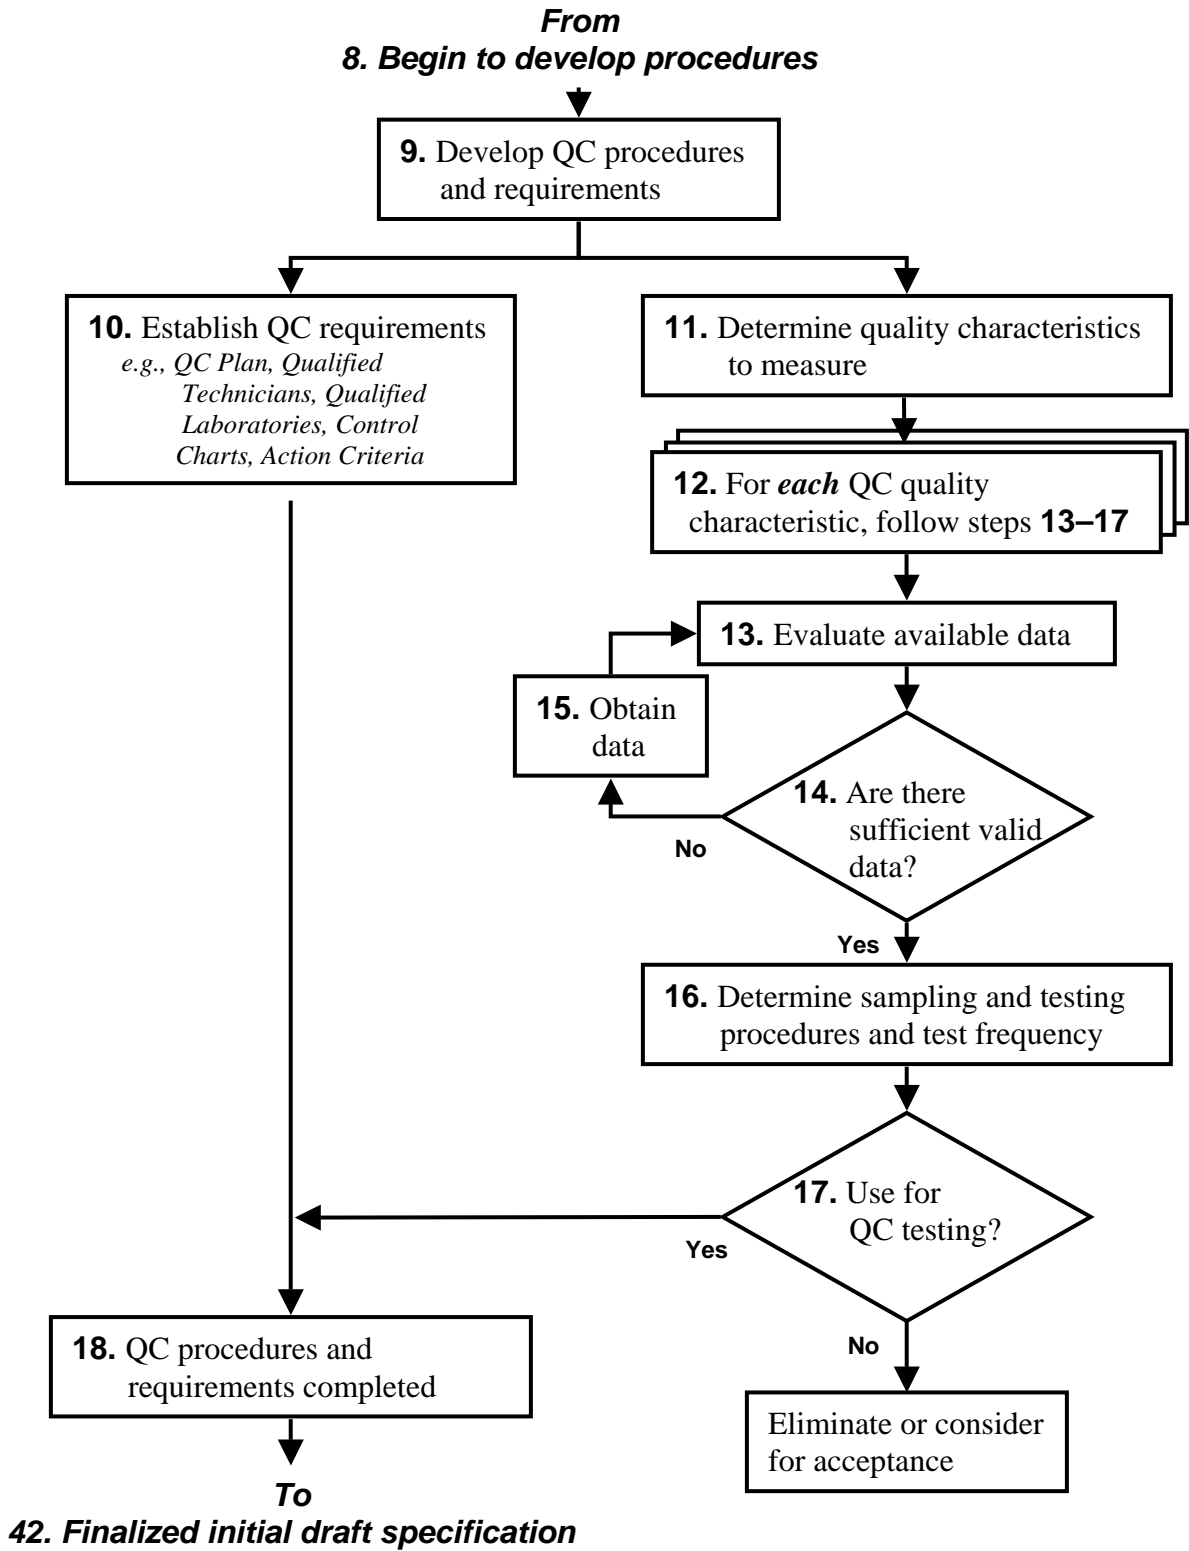 From
8. Begin to develop procedures
9. Develop QC procedures
and requirements
10. Establish QC requirements
e.g., QC Plan, Qualified
Technicians, Qualified
Laboratories, Control
Charts, Action Criteria
11. Determine quality characteristics
to measure
12. For each QC quality
characteristic, follow steps 13–17
13. Evaluate available data
15. Obtain
data
14. Are there
sufficient valid
data?
No
Yes
16. Determine sampling and testing
procedures and test frequency
17. Use for
QC testing?
Yes
No
18. QC procedures and
requirements completed
Eliminate or consider
for acceptance
To
42. Finalized initial draft specification